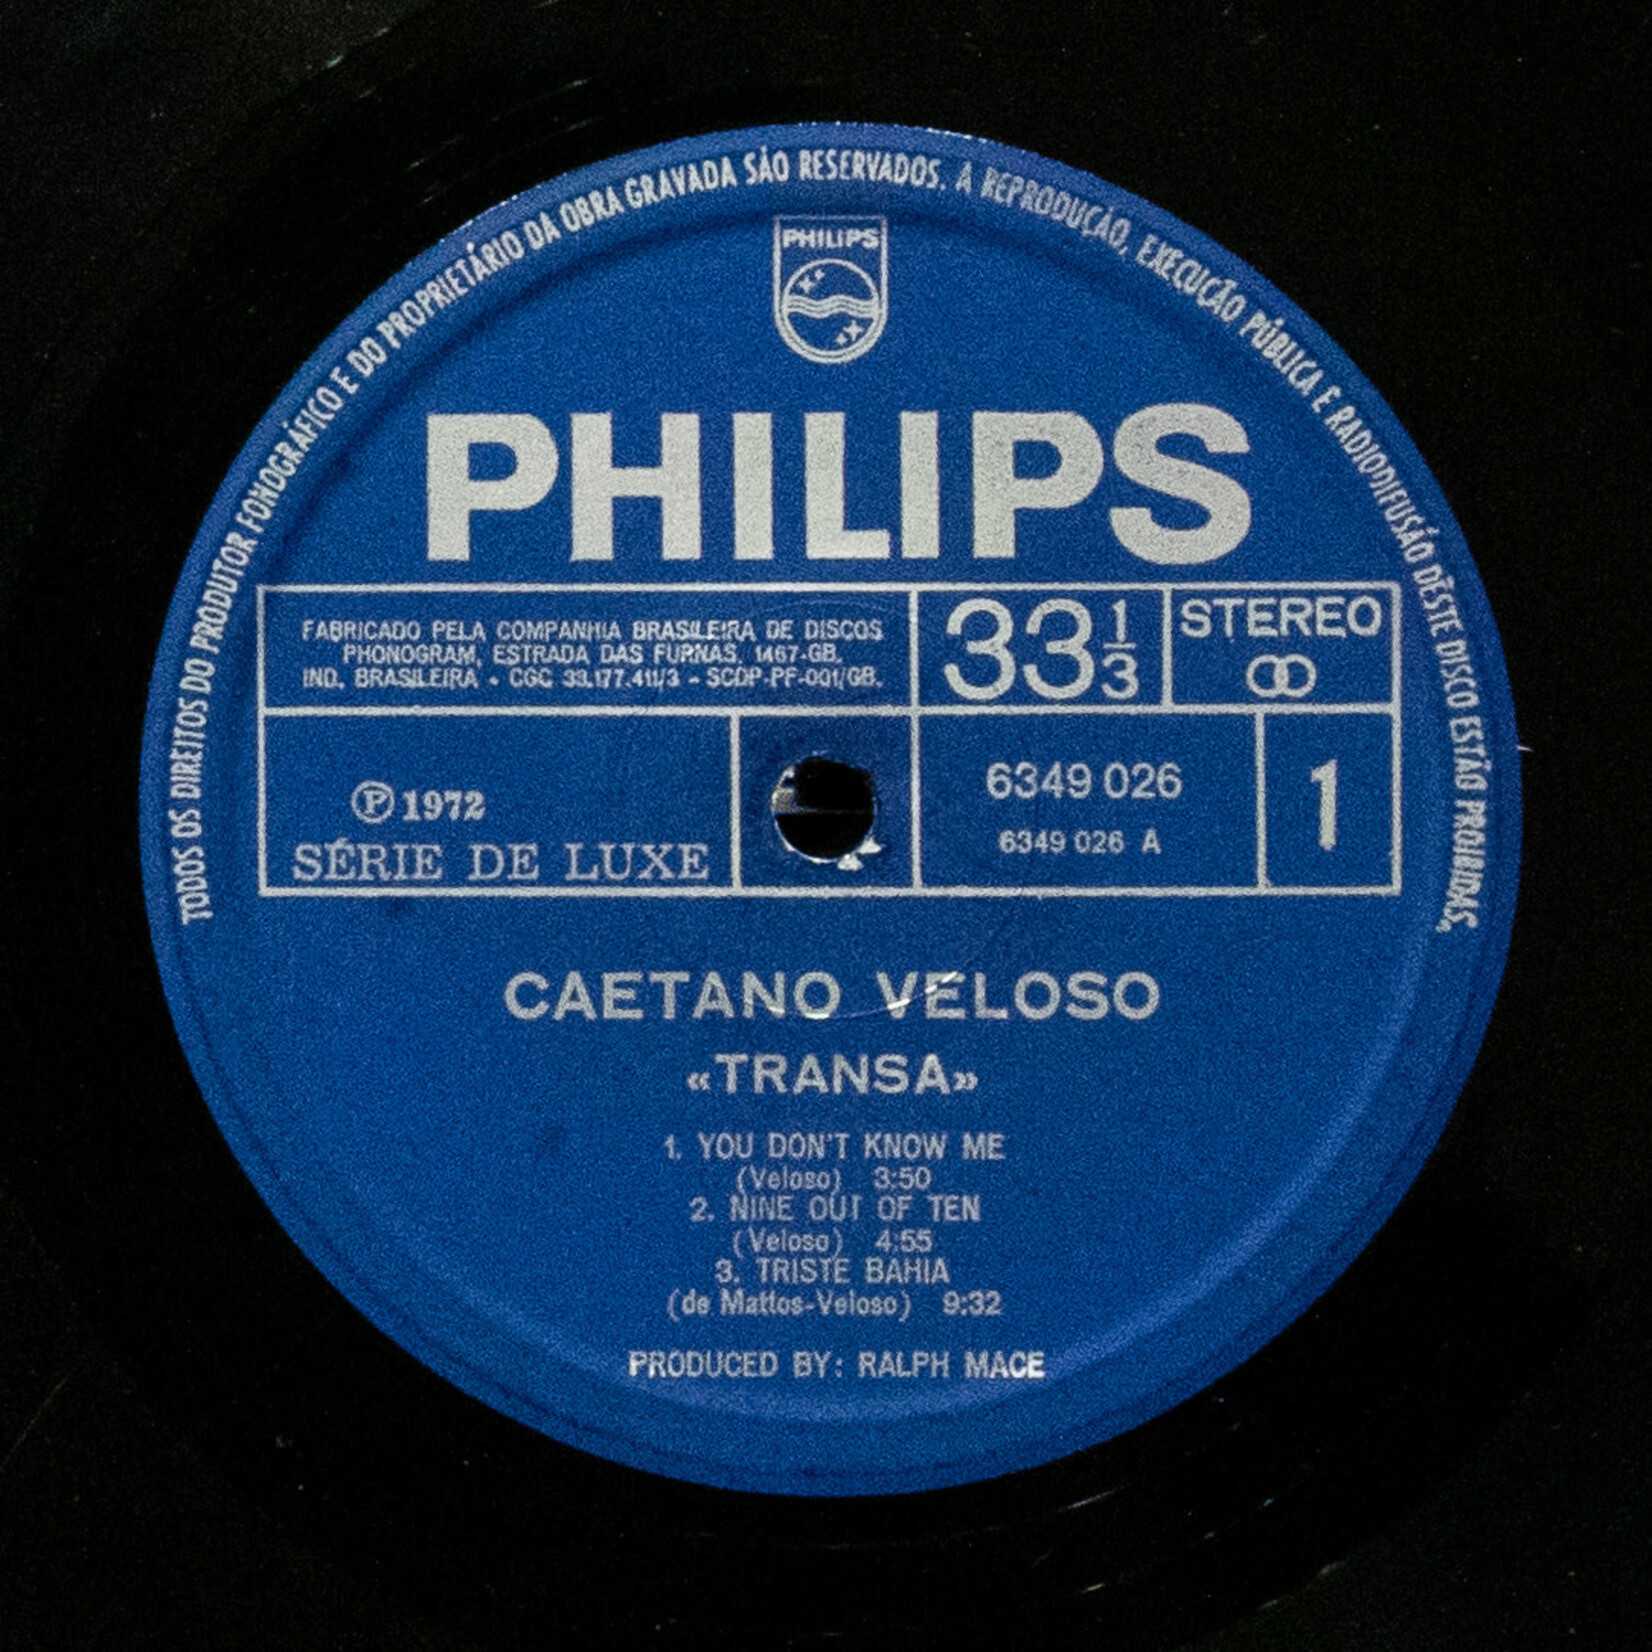 TODOS OS DIREITOS DO PRODUTOR FONOGRÁFICO E DO PROPRIETÁRIO DA OBRA GRAVADA SÃO RESERVADOS. A REPRODUÇÃO, EXECUÇÃO PÚBLICA E RADIODIFUSÃO DÊSTE DISCO ESTÃO PROIBIDAS.
PHILIPS
PHILIPS
FABRICADO PELA COMPANHIA BRASILEIRA DE DISCOS
PHONOGRAM, ESTRADA DAS FURNAS, 1467-GB.
IND. BRASILEIRA - CGC 33.177.411/3 - SCDP-PF-001/GB.
33 1/3
STEREO
℗ 1972
SÉRIE DE LUXE
6349 026
6349 026 A
1
CAETANO VELOSO
«TRANSA»
1. YOU DON'T KNOW ME
(Veloso) 3:50
2. NINE OUT OF TEN
(Veloso) 4:55
3. TRISTE BAHIA
(de Mattos-Veloso) 9:32
PRODUCED BY: RALPH MACE